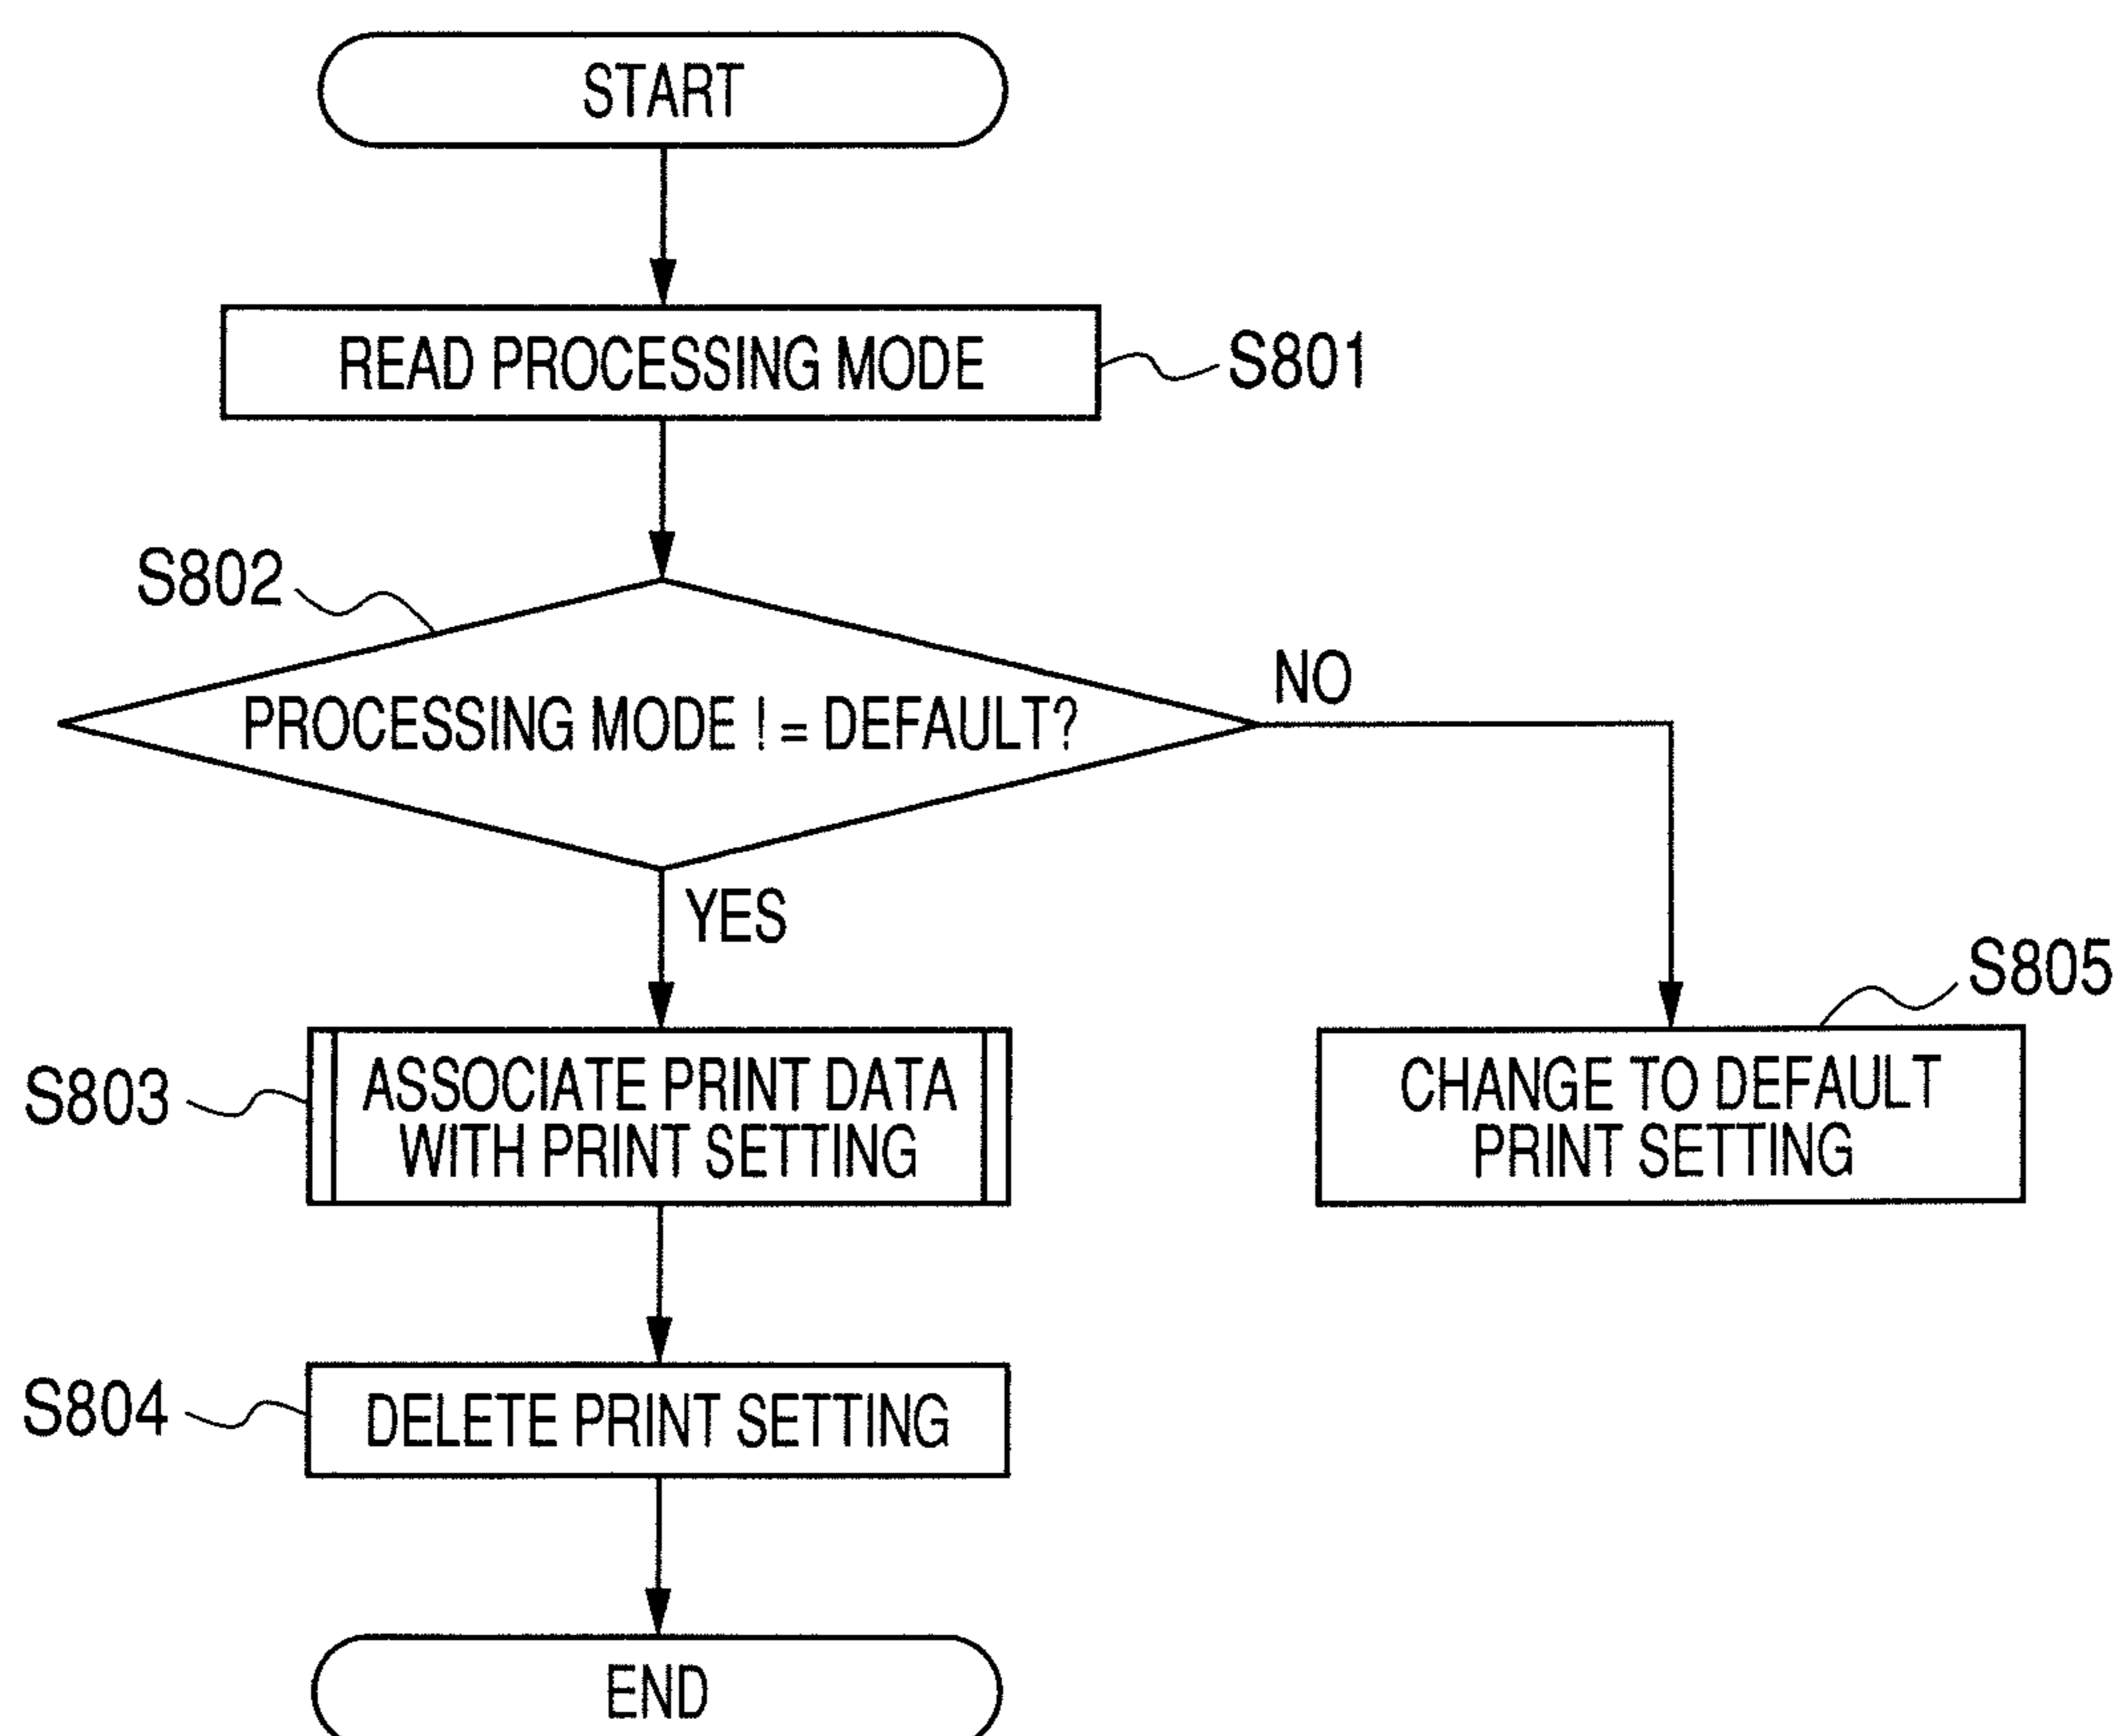 START
READ PROCESSING MODE
S801
S802
PROCESSING MODE ! = DEFAULT?
NO
YES
S805
S803
ASSOCIATE PRINT DATA
WITH PRINT SETTING
CHANGE TO DEFAULT
PRINT SETTING
S804
DELETE PRINT SETTING
END